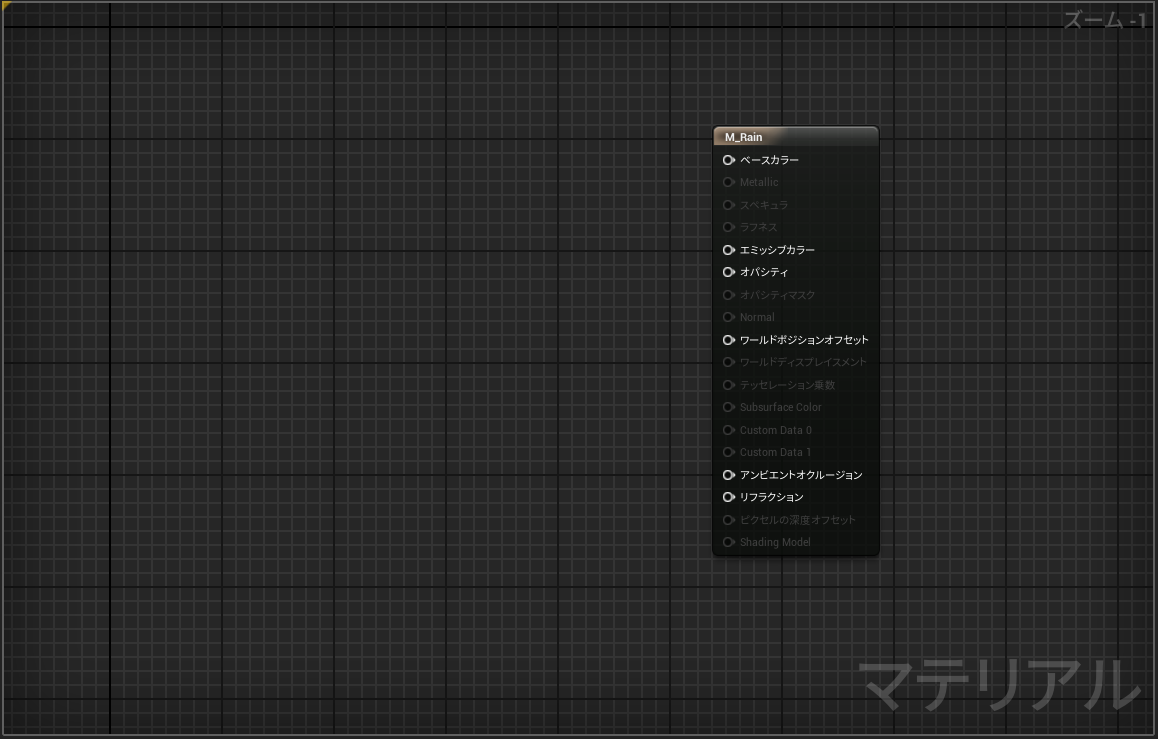 ズーム -1
M_Rain
ベースカラー
Metallic
スペキュラ
ラフネス
エミッシブカラー
オパシティ
オパシティマスク
Normal
ワールドポジションオフセット
ワールドディスプレイスメント
テッセレーション乗数
Subsurface Color
Custom Data 0
Custom Data 1
アンビエントオクルージョン
リフラクション
ピクセルの深度オフセット
Shading Model
マテリアル